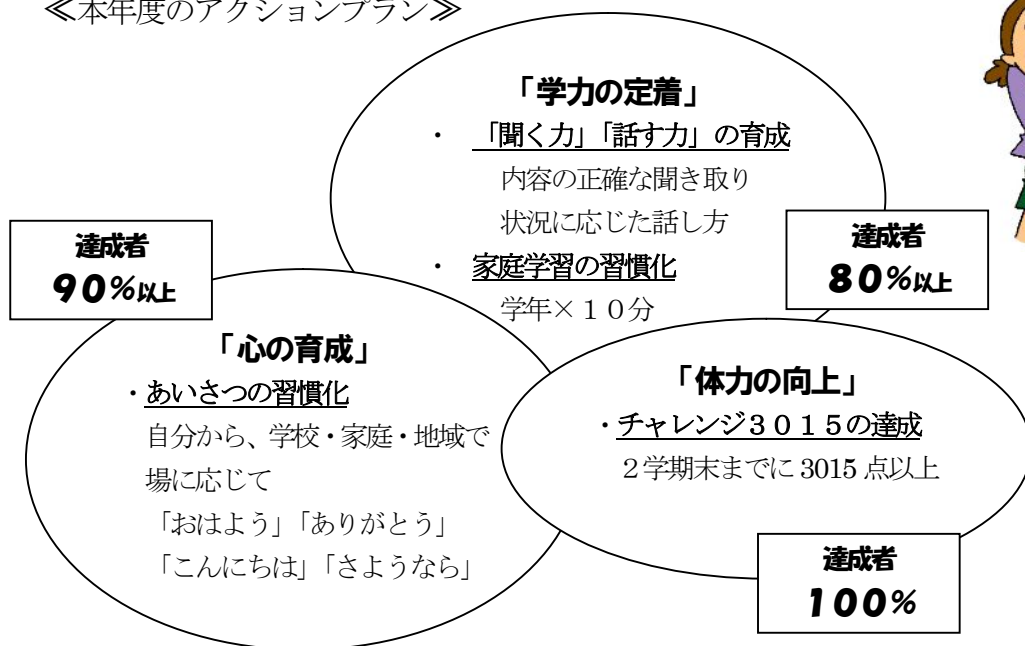 ≪本年度のアクションプラン≫
「学力の定着」
・ 「聞く力」「話す力」の育成
内容の正確な聞き取り
状況に応じた話し方
・ 家庭学習の習慣化
学年×１０分
達成者
８０%以上
達成者
９０%以上
「心の育成」
・あいさつの習慣化
自分から、学校・家庭・地域で
場に応じて
「おはよう」「ありがとう」
「こんにちは」「さようなら」
「体力の向上」
・チャレンジ３０１５の達成
２学期末までに 3015 点以上
達成者
１００%